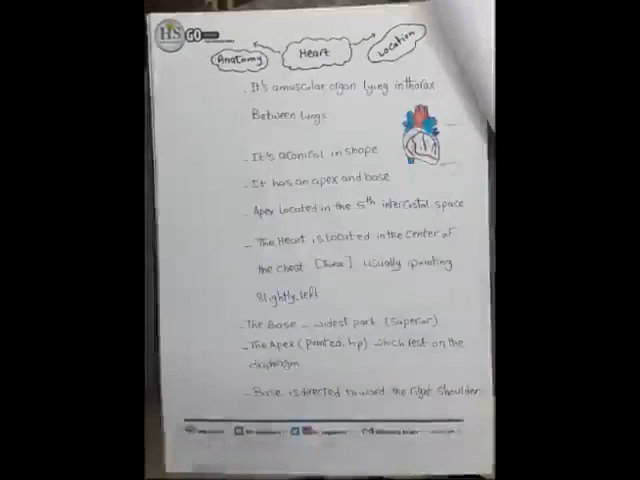 HS
GO
Anatomy Heart Location
. It's a muscular organ lying in thorax
Between lungs
- It's a conical in shape
- It has an apex and base
. Apex Located in the 5th intercostal space
- The Heart is Located in the center of
the chest [] usually pointing
slightly left
- The Base - widest part (Superior)
- The Apex (pointed, tip) which rest on the
diaphragm
- Base is directed toward the right shoulder